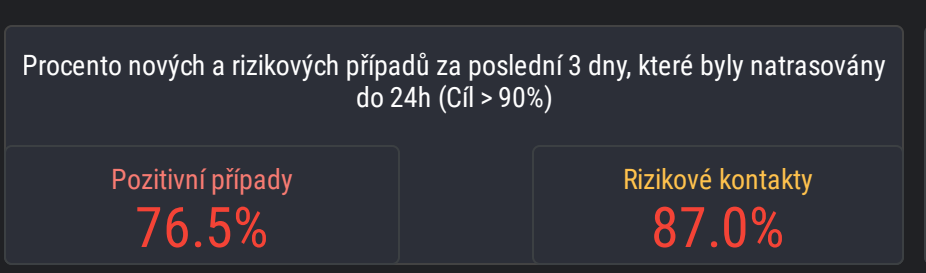 Procento nových a rizikových případů za poslední 3 dny, které byly natrasovány
do 24h (Cíl > 90%)
Pozitivní případy
76.5%
Rizikové kontakty
87.0%